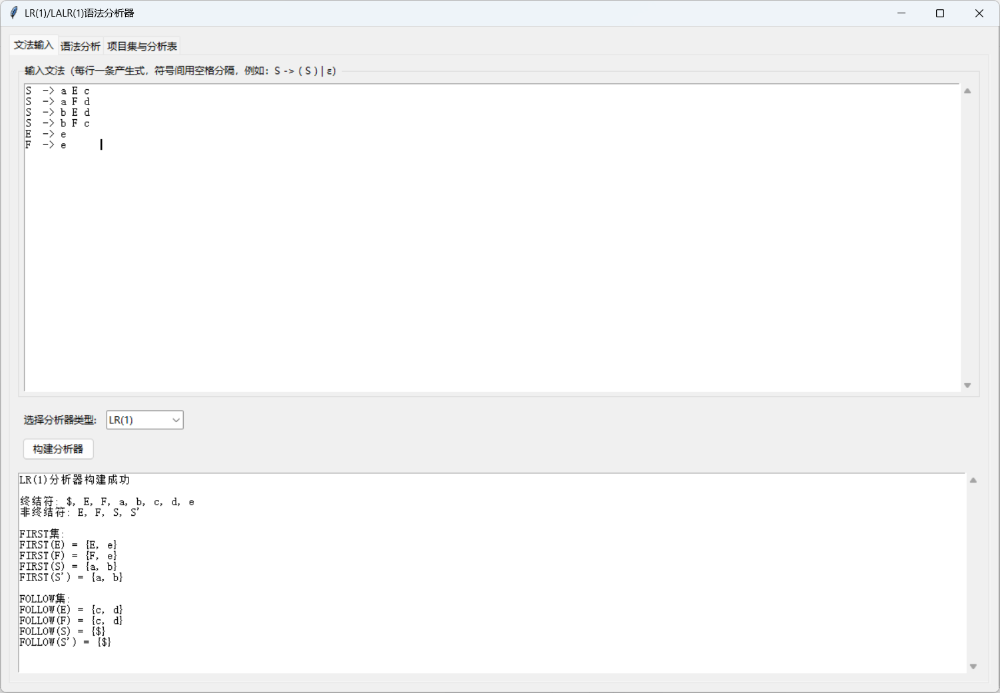 LR(1)/LALR(1)语法分析器
文法输入 语法分析 项目集与分析表
输入文法（每行一条产生式，符号间用空格分隔，例如：S -> ( S ) | ε）
S  -> a E c
S  -> a F d
S  -> b E d
S  -> b F c
E  -> e
F  -> e
选择分析器类型: LR(1)
构建分析器
LR(1)分析器构建成功
终结符: $, E, F, a, b, c, d, e
非终结符: E, F, S, S'
FIRST集:
FIRST(E) = {E, e}
FIRST(F) = {F, e}
FIRST(S) = {a, b}
FIRST(S') = {a, b}
FOLLOW集:
FOLLOW(E) = {c, d}
FOLLOW(F) = {c, d}
FOLLOW(S) = {$}
FOLLOW(S') = {$}